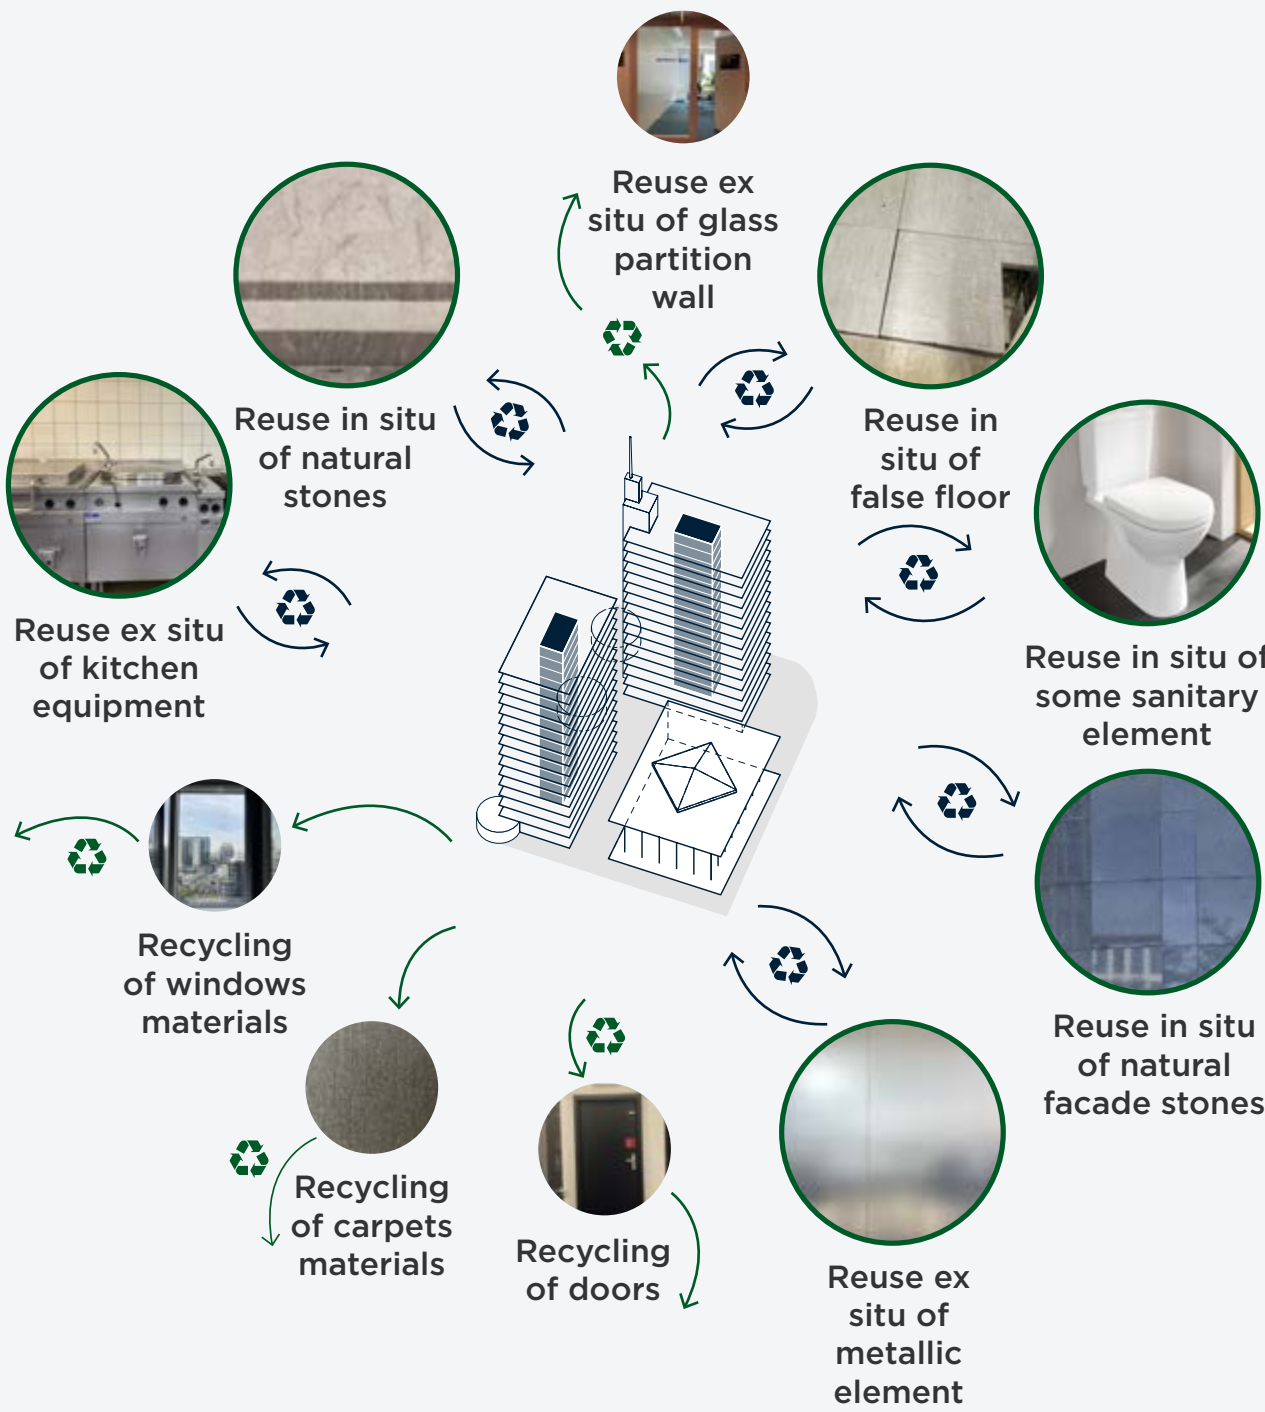 Reuse ex
situ of glass
partition
wall
Reuse in situ
of natural
stones
Reuse in
situ of
false floor
Reuse ex situ
of kitchen
equipment
Reuse in situ of
some sanitary
element
Recycling
of windows
materials
Reuse in situ
of natural
facade stones
Recycling
of carpets
materials
Recycling
of doors
Reuse ex
situ of
metallic
element